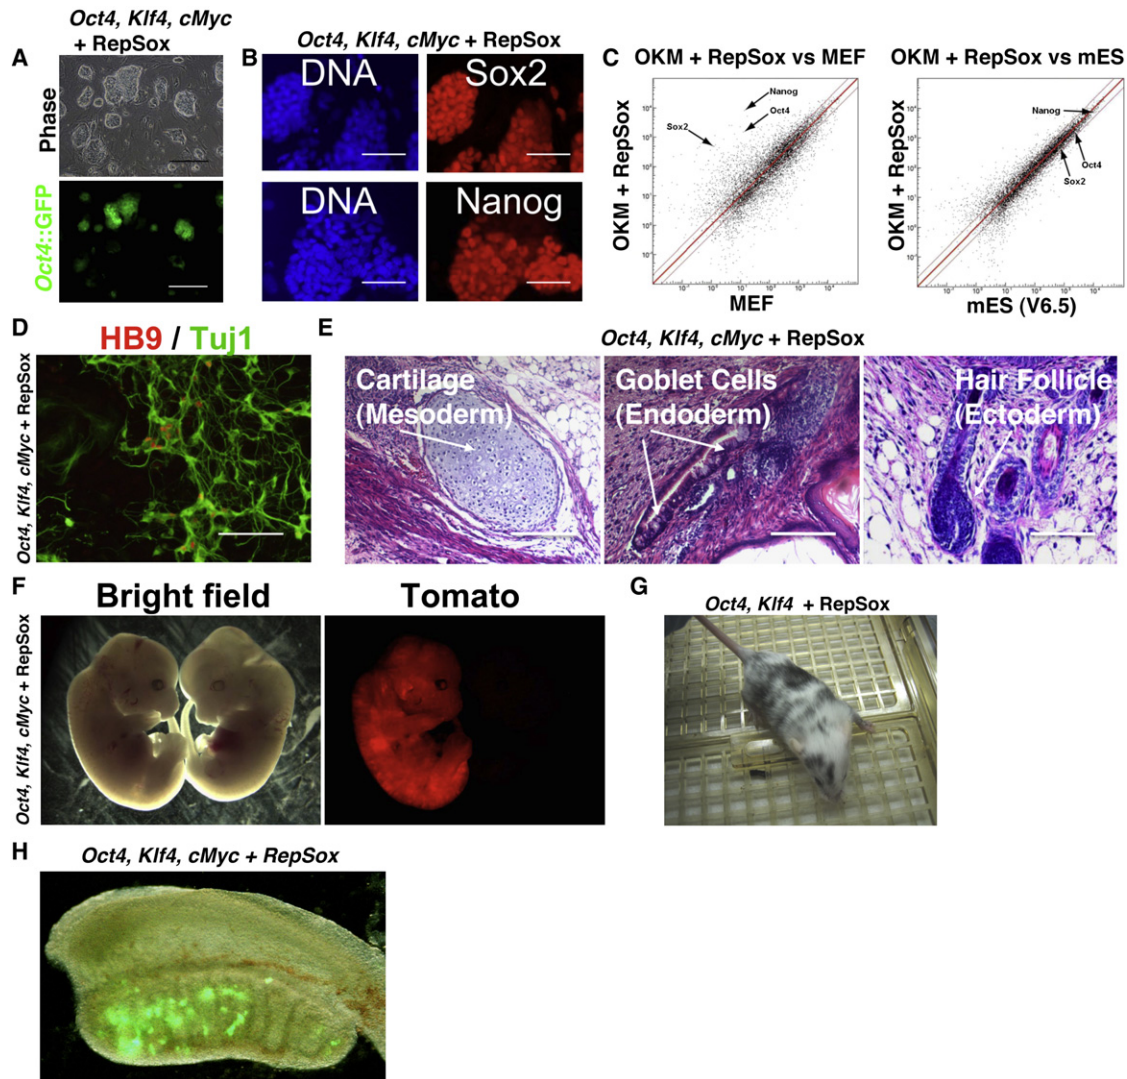 Oct4, Klf4, cMyc
+ RepSox
A
Phase
Oct4::GFP
B
Oct4, Klf4, cMyc + RepSox
DNA
Sox2
DNA
Nanog
C
OKM + RepSox vs MEF
OKM + RepSox
Nanog
Oct4
Sox2
MEF
OKM + RepSox vs mES
OKM + RepSox
Nanog
Oct4
Sox2
mES (V6.5)
D
HB9 / Tuj1
Oct4, Klf4, cMyc + RepSox
E
Oct4, Klf4, cMyc + RepSox
Cartilage
(Mesoderm)
Goblet Cells
(Endoderm)
Hair Follicle
(Ectoderm)
F
Bright field
Tomato
Oct4, Klf4, cMyc + RepSox
G
Oct4, Klf4 + RepSox
H
Oct4, Klf4, cMyc + RepSox